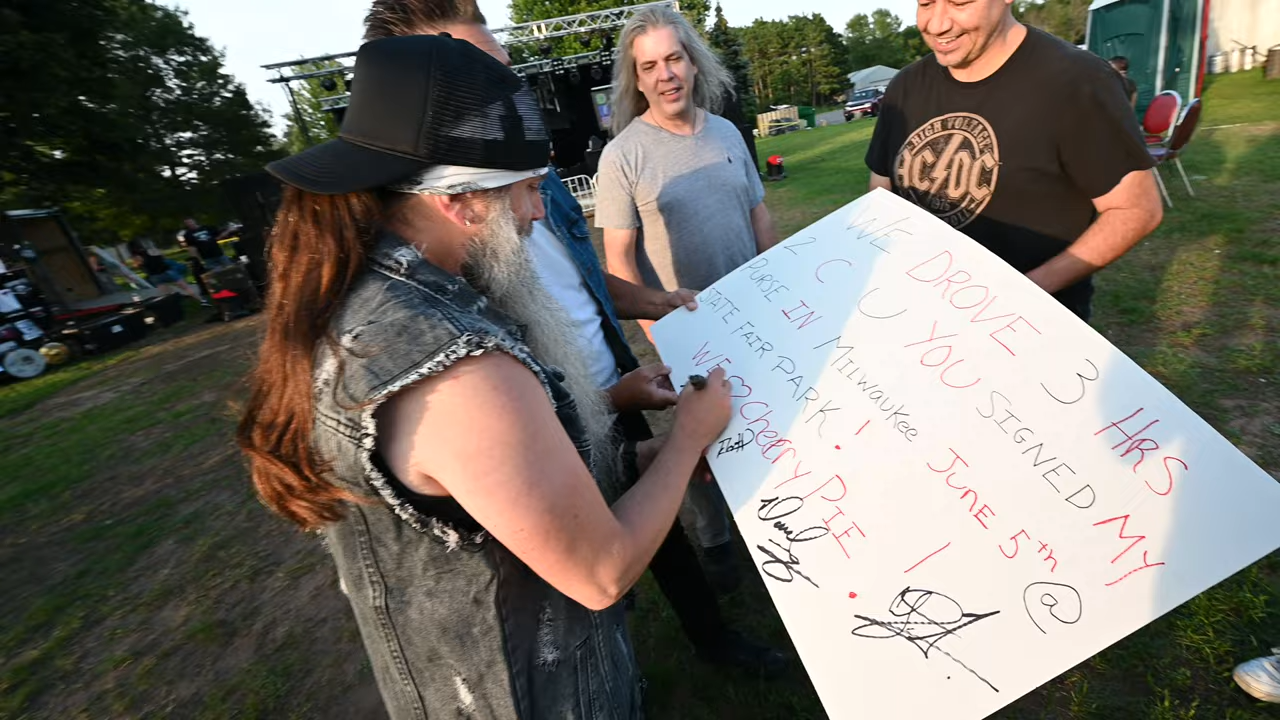 HIGH VOLTAGE
AC/DC
WE DROVE 3 HRS
2 C U YOU SIGNED MY
PURSE IN MILWAUKEE JUNE 5TH @
STATE FAIR PARK !!
WE ♡ Cherry PIE !